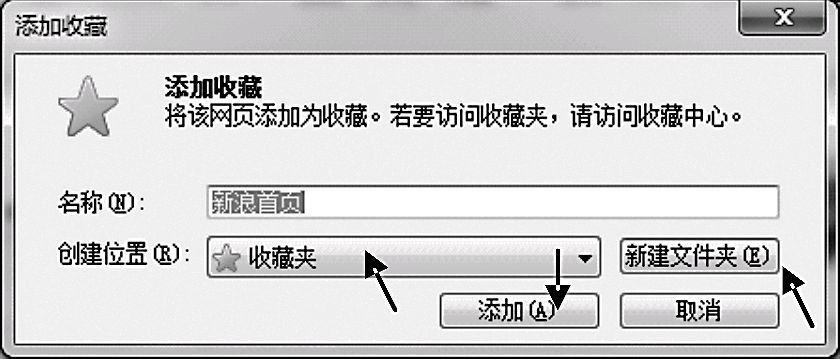 添加收藏
添加收藏
将该网页添加为收藏。若要访问收藏夹，请访问收藏中心。
名称(N)：
新浪首页
创建位置(R)：
收藏夹
新建文件夹(E)
添加(A)
取消